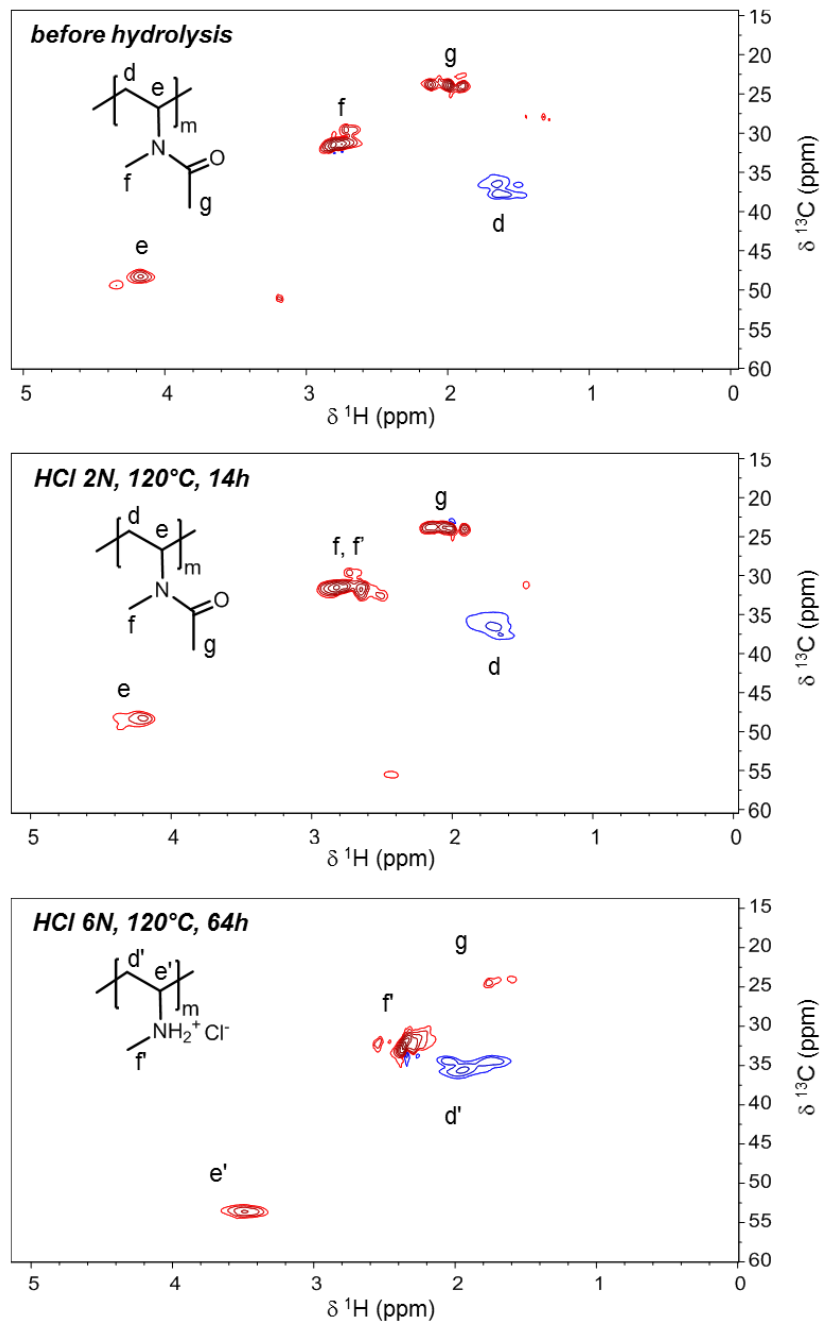 before hydrolysis
d
e
m
N
O
f
g
g
f
d
e
15
20
25
30
35
40
45
50
55
60
δ ¹³C (ppm)
5
4
3
2
1
0
δ ¹H (ppm)
HCl 2N, 120°C, 14h
d
e
m
N
O
f
g
g
f, f'
d
e
15
20
25
30
35
40
45
50
55
60
δ ¹³C (ppm)
5
4
3
2
1
0
δ ¹H (ppm)
HCl 6N, 120°C, 64h
d'
e'
m
NH₂⁺ Cl⁻
f'
g
f'
d'
e'
15
20
25
30
35
40
45
50
55
60
δ ¹³C (ppm)
5
4
3
2
1
0
δ ¹H (ppm)